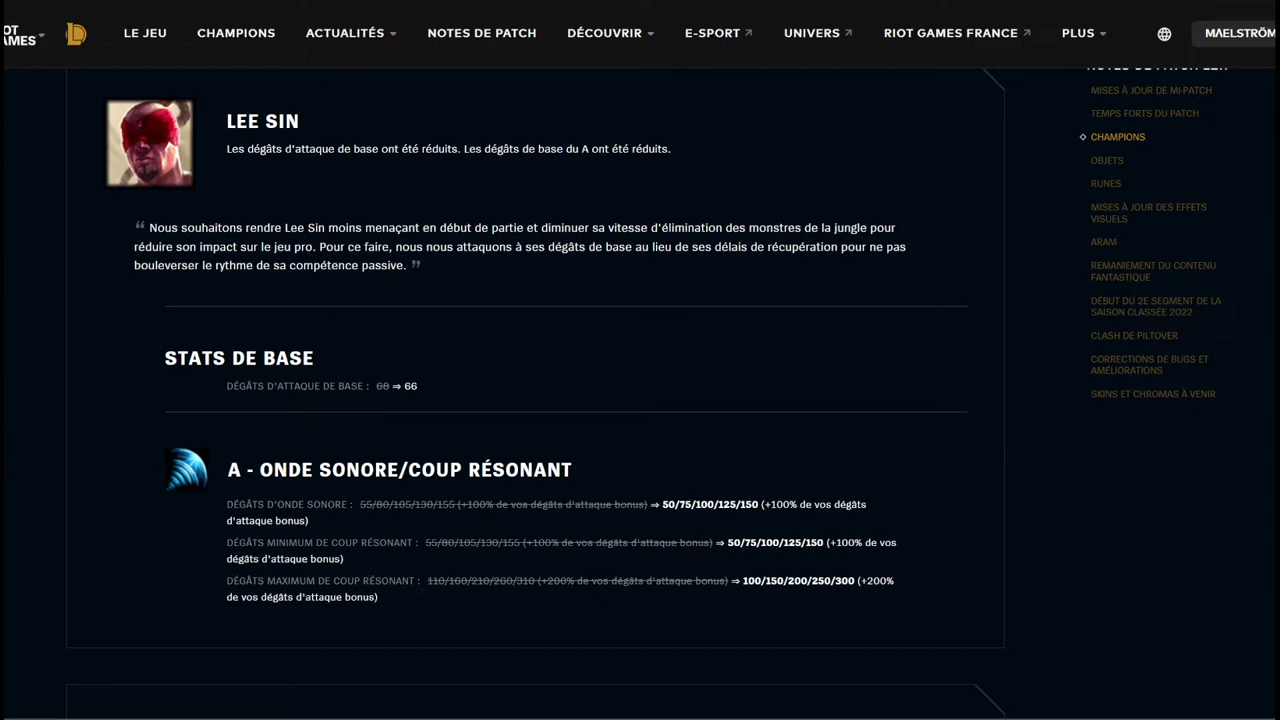 LE JEU CHAMPIONS ACTUALITÉS NOTES DE PATCH DÉCOUVRIR E-SPORT UNIVERS RIOT GAMES FRANCE PLUS MAELSTRÖM
LEE SIN
Les dégâts d'attaque de base ont été réduits. Les dégâts de base du A ont été réduits.
“ Nous souhaitons rendre Lee Sin moins menaçant en début de partie et diminuer sa vitesse d'élimination des monstres de la jungle pour
réduire son impact sur le jeu pro. Pour ce faire, nous nous attaquons à ses dégâts de base au lieu de ses délais de récupération pour ne pas
bouleverser le rythme de sa compétence passive. ”
STATS DE BASE
DÉGÂTS D'ATTAQUE DE BASE : 68 ⇒ 66
A - ONDE SONORE/COUP RÉSONANT
DÉGÂTS D'ONDE SONORE : 55/80/105/130/155 (+100% de vos dégâts d'attaque bonus) ⇒ 50/75/100/125/150 (+100% de vos dégâts
d'attaque bonus)
DÉGÂTS MINIMUM DE COUP RÉSONANT : 55/80/105/130/155 (+100% de vos dégâts d'attaque bonus) ⇒ 50/75/100/125/150 (+100% de vos
dégâts d'attaque bonus)
DÉGÂTS MAXIMUM DE COUP RÉSONANT : 110/160/210/260/310 (+200% de vos dégâts d'attaque bonus) ⇒ 100/150/200/250/300 (+200%
de vos dégâts d'attaque bonus)
MISES À JOUR DE MI-PATCH
TEMPS FORTS DU PATCH
CHAMPIONS
OBJETS
RUNES
MISES À JOUR DES EFFETS
VISUELS
ARAM
REMANIEMENT DU CONTENU
FANTASTIQUE
DÉBUT DU 2E SEGMENT DE LA
SAISON CLASSÉE 2022
CLASH DE PILTOVER
CORRECTIONS DE BUGS ET
AMÉLIORATIONS
SKINS ET CHROMAS À VENIR